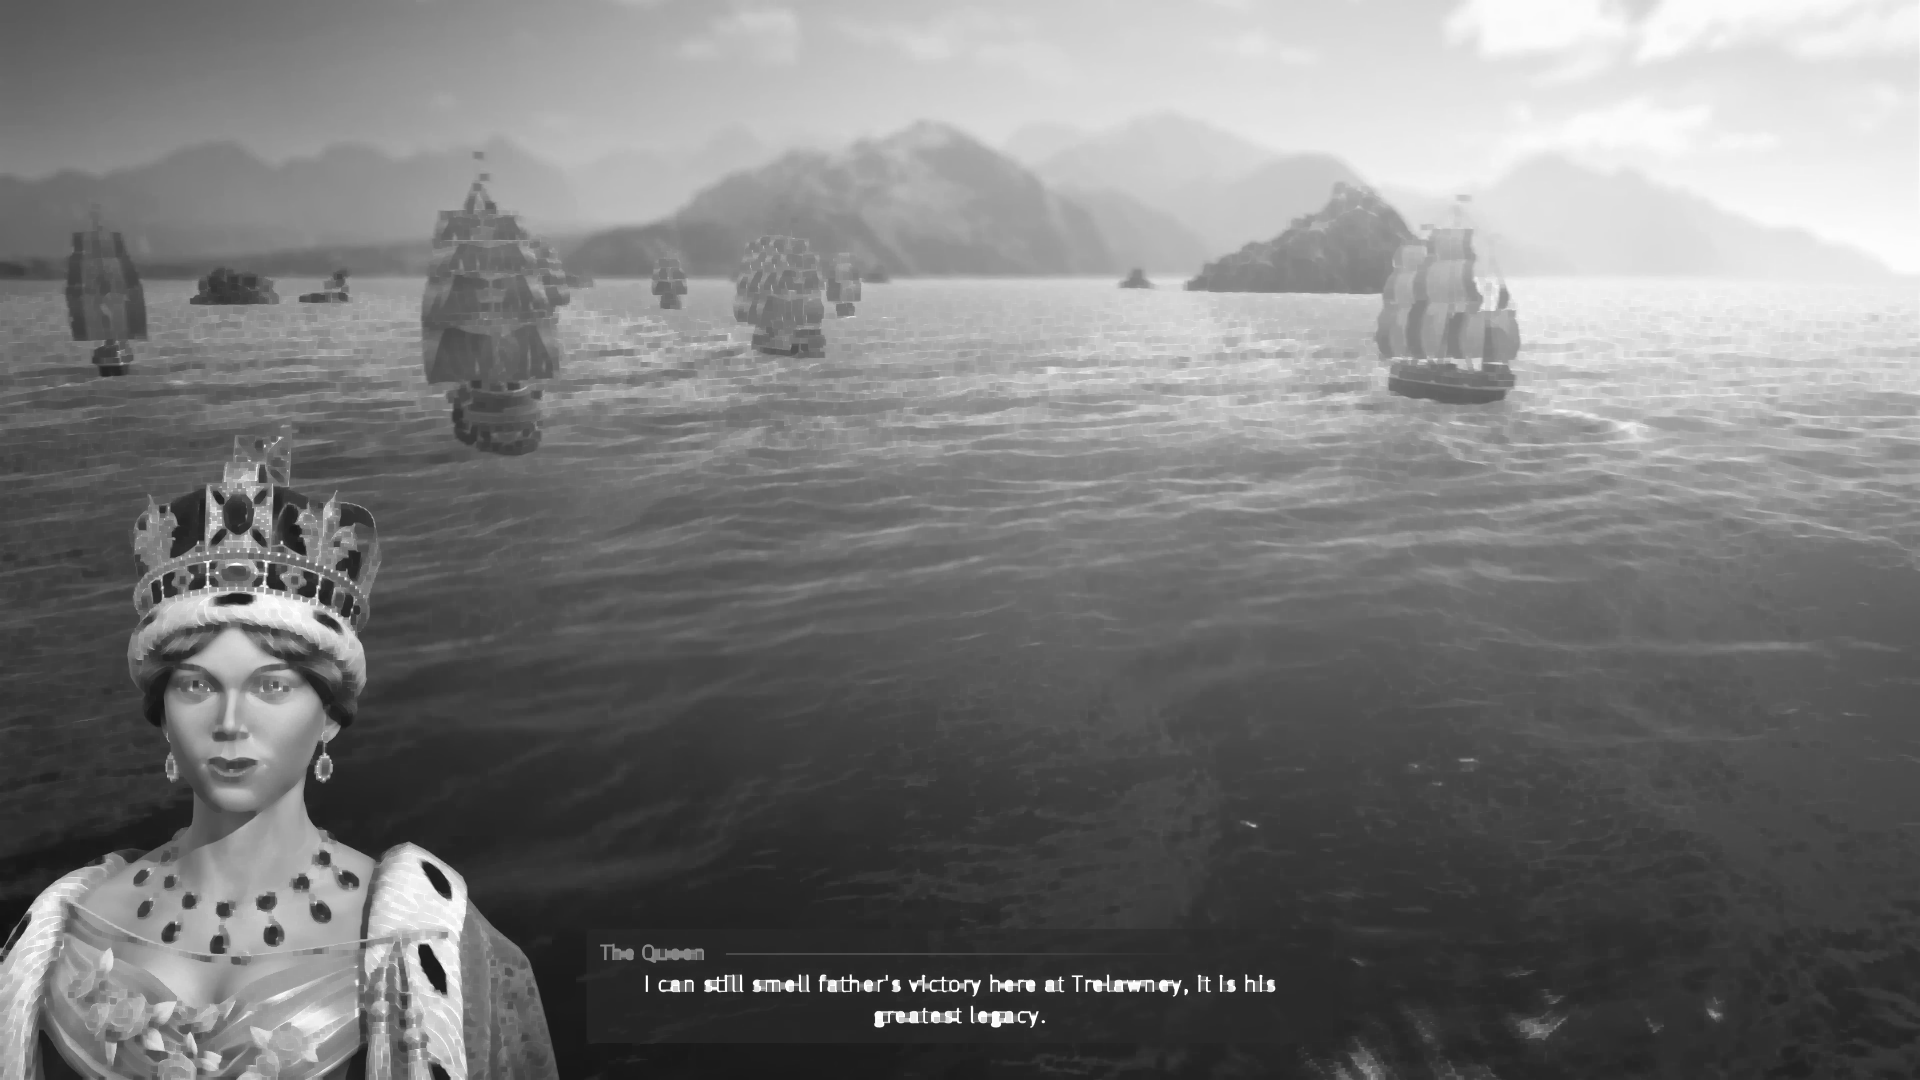 The Queen
I can still smell father's victory here at Trelawney, it is his
greatest legacy.